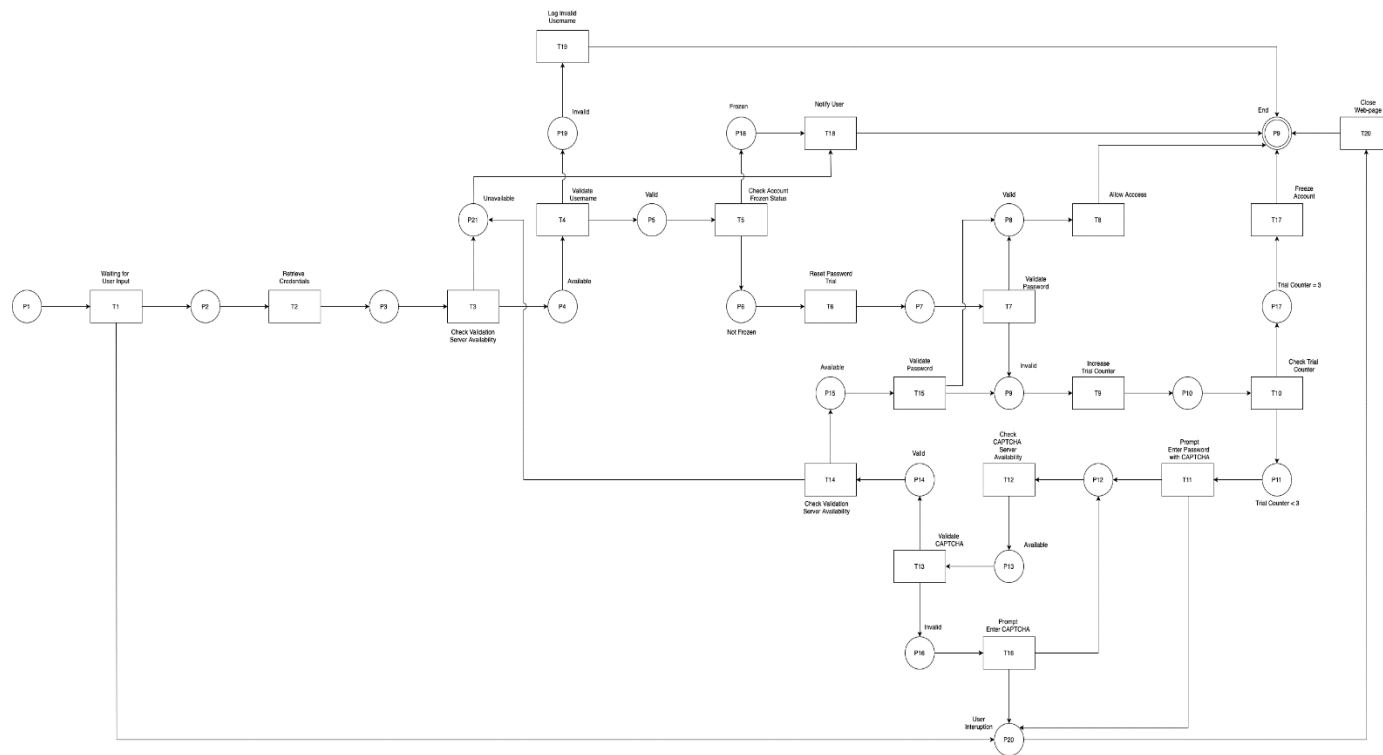 Log Invalid
Username
T19
Invalid
P19
Frozen
P18
Notify User
T18
End
P9
Close
Web-page
T20
Unavailable
P21
Validate
Username
T4
Valid
P5
Check Account
Frozen Status
T5
Valid
P8
Allow Acccess
T8
Freeze
Account
T17
Waiting for
User Input
P1
T1
P2
Retrieve
Credentials
T2
P3
T3
Check Validation
Server Availability
Available
P4
P6
Not Frozen
Reset Password
Trial
T6
P7
Validate
Password
T7
Trial Counter = 3
P17
Available
P15
Validate
Password
T15
Invalid
P9
Increase
Trial Counter
T9
P10
Check Trial
Counter
T10
T14
Check Validation
Server Availability
Valid
P14
Check
CAPTCHA
Server
Availability
T12
P12
Prompt
Enter Password
with CAPTCHA
T11
P11
Trial Counter < 3
Validate
CAPTCHA
T13
Available
P13
Invalid
P16
Prompt
Enter CAPTCHA
T16
User
Interuption
P20